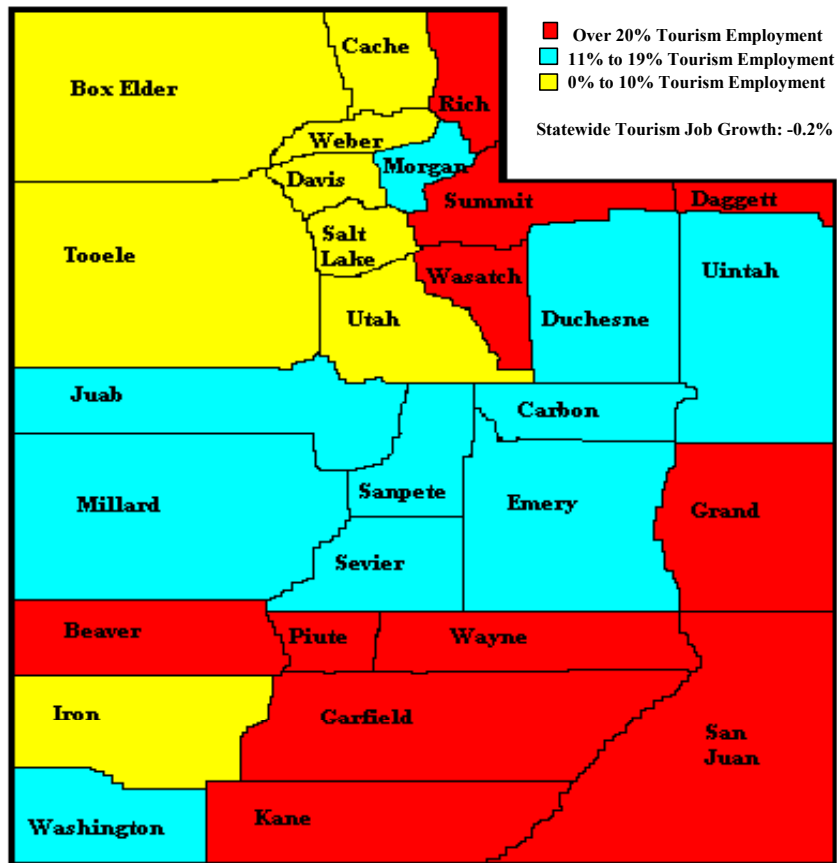 Over 20% Tourism Employment
11% to 19% Tourism Employment
0% to 10% Tourism Employment
Statewide Tourism Job Growth: -0.2%
Cache
Box Elder
Rich
Weber
Morgan
Davis
Summit
Daggett
Salt
Lake
Tooele
Wasatch
Uintah
Utah
Duchesne
Juab
Carbon
Sanpete
Millard
Emery
Grand
Sevier
Beaver
Piute
Wayne
Iron
Garfield
San
Juan
Kane
Washington